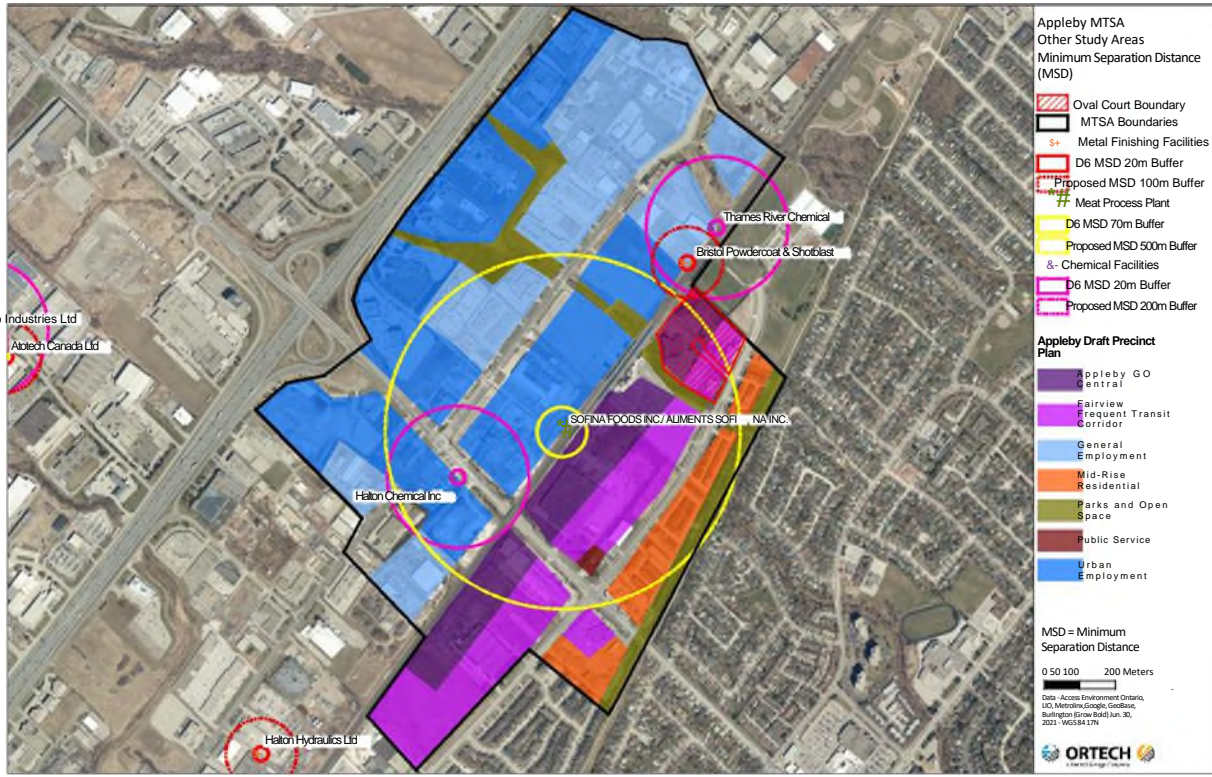 Appleby MTSA
Other Study Areas
Minimum Separation Distance
(MSD)
Oval Court Boundary
MTSA Boundaries
$+ Metal Finishing Facilities
D6 MSD 20m Buffer
Proposed MSD 100m Buffer
*# Meat Process Plant
D6 MSD 70m Buffer
Proposed MSD 500m Buffer
&- Chemical Facilities
D6 MSD 20m Buffer
Proposed MSD 200m Buffer
Appleby Draft Precinct
Plan
Appleby GO
Central
Fairview
Frequent Transit
Corridor
General
Employment
Mid-Rise
Residential
Parks and Open
Space
Public Service
Urban
Employment
MSD = Minimum
Separation Distance
0 50 100 200 Meters
Data - Access Environment Ontario,
LIO, Metrolinx,Google, GeoBase,
Burlington (Grow Bold) Jun. 30,
2021 - WGS 84 17N
ORTECH
Thames River Chemical
Bristol Powdercoat & Shotblast
Industries Ltd
Atotech Canada Ltd
SOFINA FOODS INC./ ALIMENTS SOFI NA INC.
Halton Chemical Inc
Halton Hydraulics Ltd